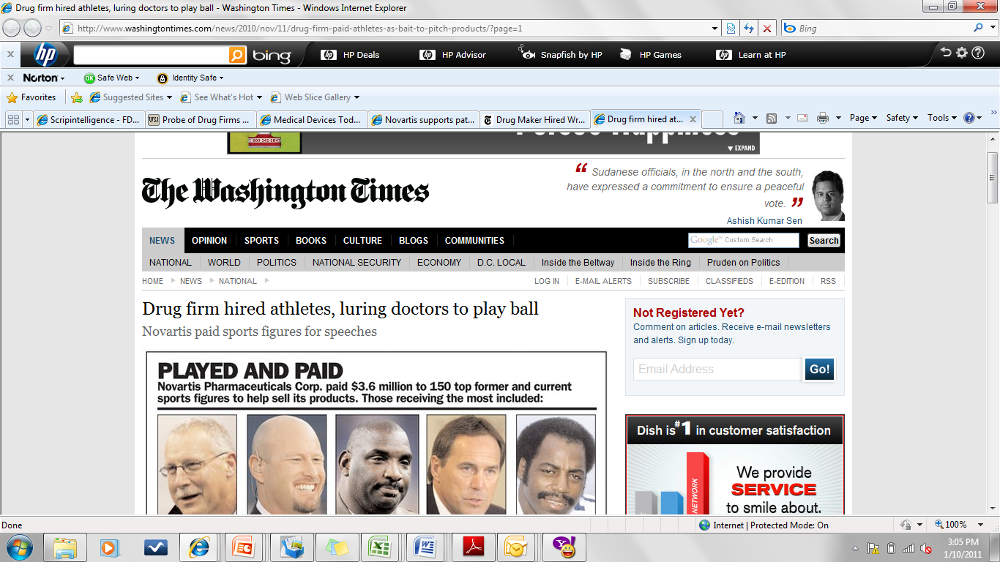 Drug firm hired athletes, luring doctors to play ball - Washington Times - Windows Internet Explorer
http://www.washingtontimes.com/news/2010/nov/11/drug-firm-paid-athletes-as-bait-to-pitch-products/?page=1
Bing
hp
bing
HP Deals
HP Advisor
Snapfish by HP
HP Games
Learn at HP
Norton
OK Safe Web
Identity Safe
Favorites
Suggested Sites
See What's Hot
Web Slice Gallery
Scripintelligence - FD...
WSJ Probe of Drug Firms ...
Medical Devices Tod...
Novartis supports pat...
Drug Maker Hired Wr...
Drug firm hired at...
Page
Safety
Tools
1-800-242-9647
▼ EXPAND
The Washington Times
“ Sudanese officials, in the north and the south,
have expressed a commitment to ensure a peaceful
vote. ”
Ashish Kumar Sen
NEWS OPINION SPORTS BOOKS CULTURE BLOGS COMMUNITIES
Google™ Custom Search
Search
NATIONAL WORLD POLITICS NATIONAL SECURITY ECONOMY D.C. LOCAL Inside the Beltway Inside the Ring Pruden on Politics
HOME NEWS NATIONAL
LOG IN E-MAIL ALERTS SUBSCRIBE CLASSIFIEDS E-EDITION RSS
Drug firm hired athletes, luring doctors to play ball
Novartis paid sports figures for speeches
PLAYED AND PAID
Novartis Pharmaceuticals Corp. paid $3.6 million to 150 top former and current
sports figures to help sell its products. Those receiving the most included:
Not Registered Yet?
Comment on articles. Receive e-mail newsletters
and alerts. Sign up today.
Email Address
Go!
Dish is #1 in customer satisfaction
NETWORK
We provide
SERVICE
to smile about.
Done
Internet | Protected Mode: On
100%
3:05 PM
1/10/2011